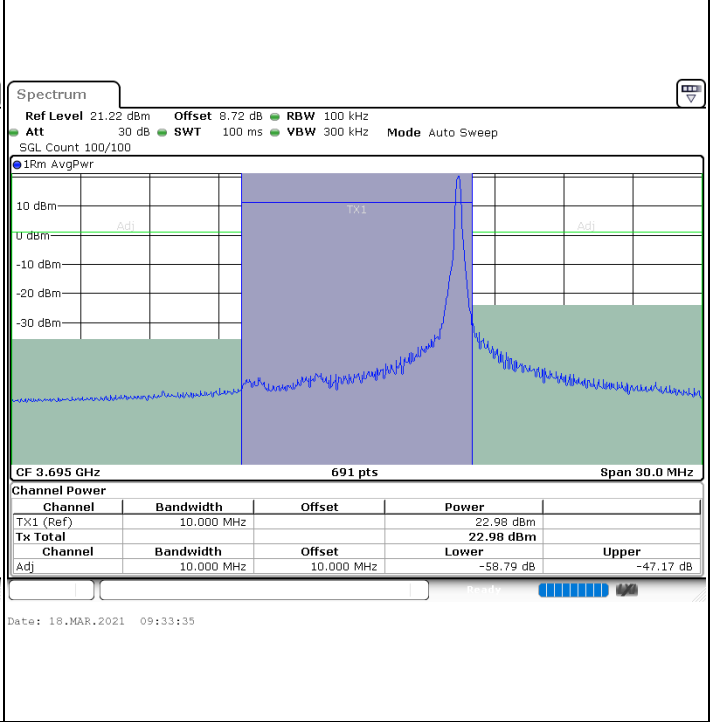 Spectrum
Ref Level 21.22 dBm Offset 8.72 dB RBW 100 kHz
Att 30 dB SWT 100 ms VBW 300 kHz Mode Auto Sweep
SGL Count 100/100
1Rm AvgPwr
TX1
10 dBm
Adj Adj
0 dBm
-10 dBm
-20 dBm
-30 dBm
CF 3.695 GHz 691 pts Span 30.0 MHz
Channel Power
Channel Bandwidth Offset Power
TX1 (Ref) 10.000 MHz 22.98 dBm
Tx Total 22.98 dBm
Channel Bandwidth Offset Lower Upper
Adj 10.000 MHz 10.000 MHz -58.79 dB -47.17 dB
Ready
Date: 18.MAR.2021 09:33:35